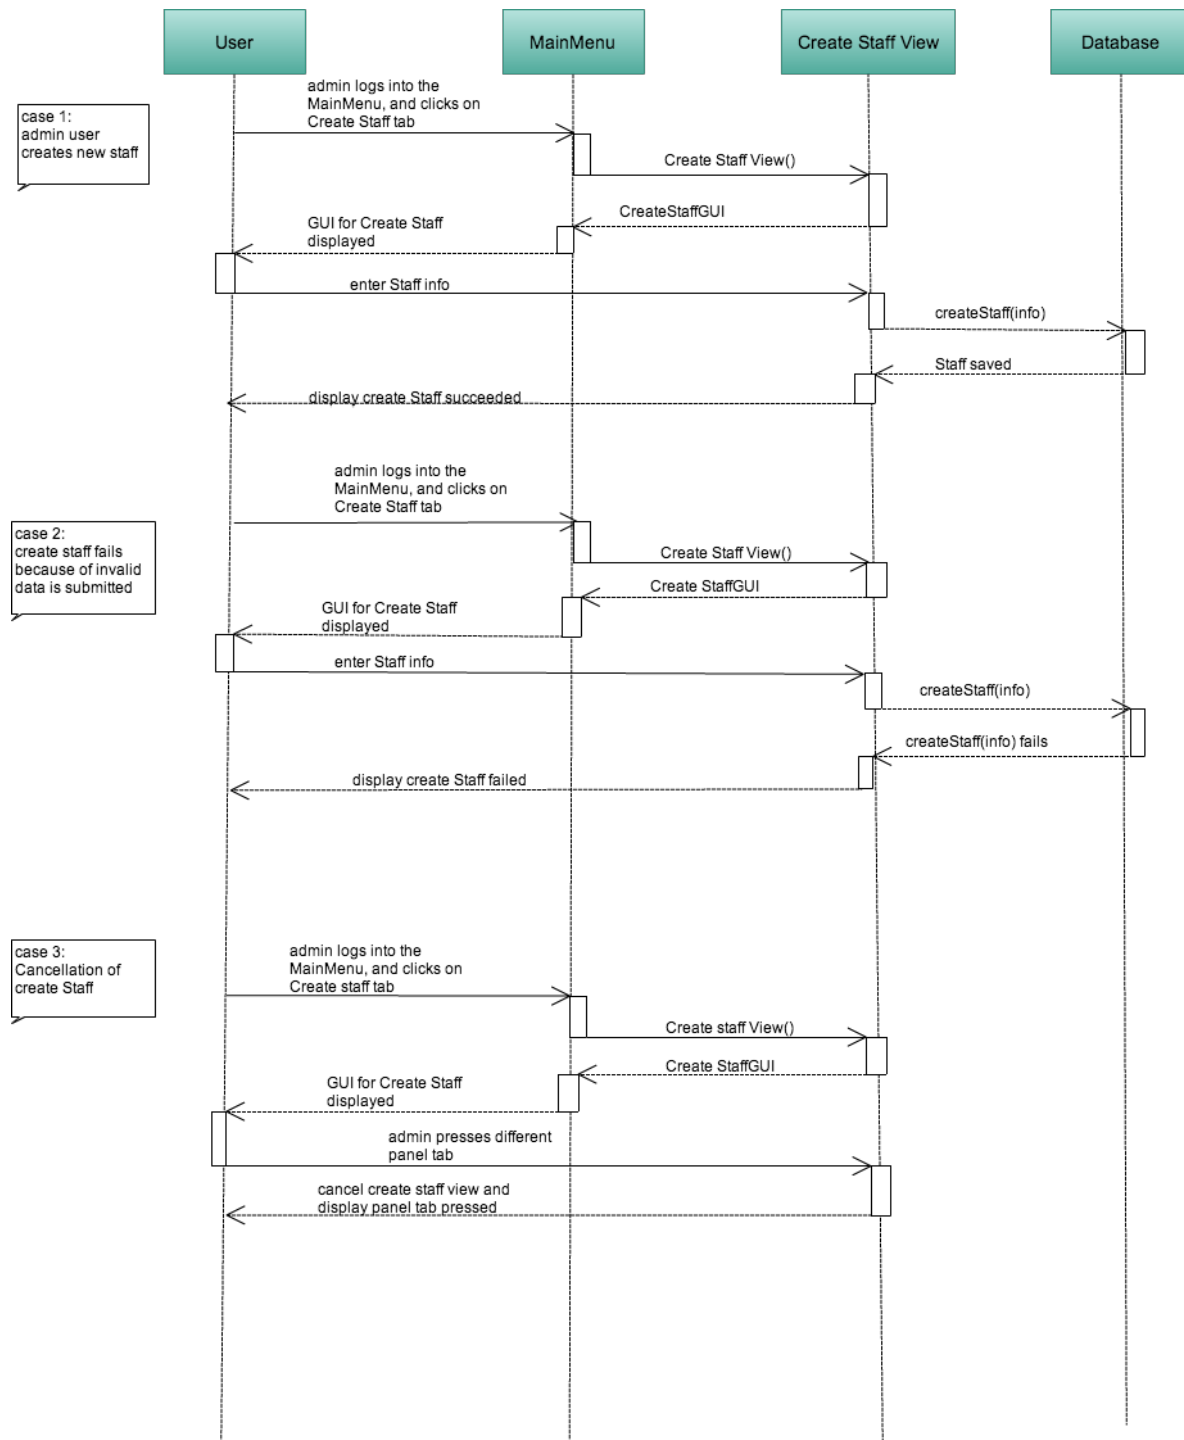 User
MainMenu
Create Staff View
Database
case 1:
admin user
creates new staff
admin logs into the
MainMenu, and clicks on
Create Staff tab
Create Staff View()
CreateStaffGUI
GUI for Create Staff
displayed
enter Staff info
createStaff(info)
Staff saved
display create Staff succeeded
case 2:
create staff fails
because of invalid
data is submitted
admin logs into the
MainMenu, and clicks on
Create Staff tab
Create Staff View()
Create StaffGUI
GUI for Create Staff
displayed
enter Staff info
createStaff(info)
createStaff(info) fails
display create Staff failed
case 3:
Cancellation of
create Staff
admin logs into the
MainMenu, and clicks on
Create staff tab
Create staff View()
Create StaffGUI
GUI for Create Staff
displayed
admin presses different
panel tab
cancel create staff view and
display panel tab pressed